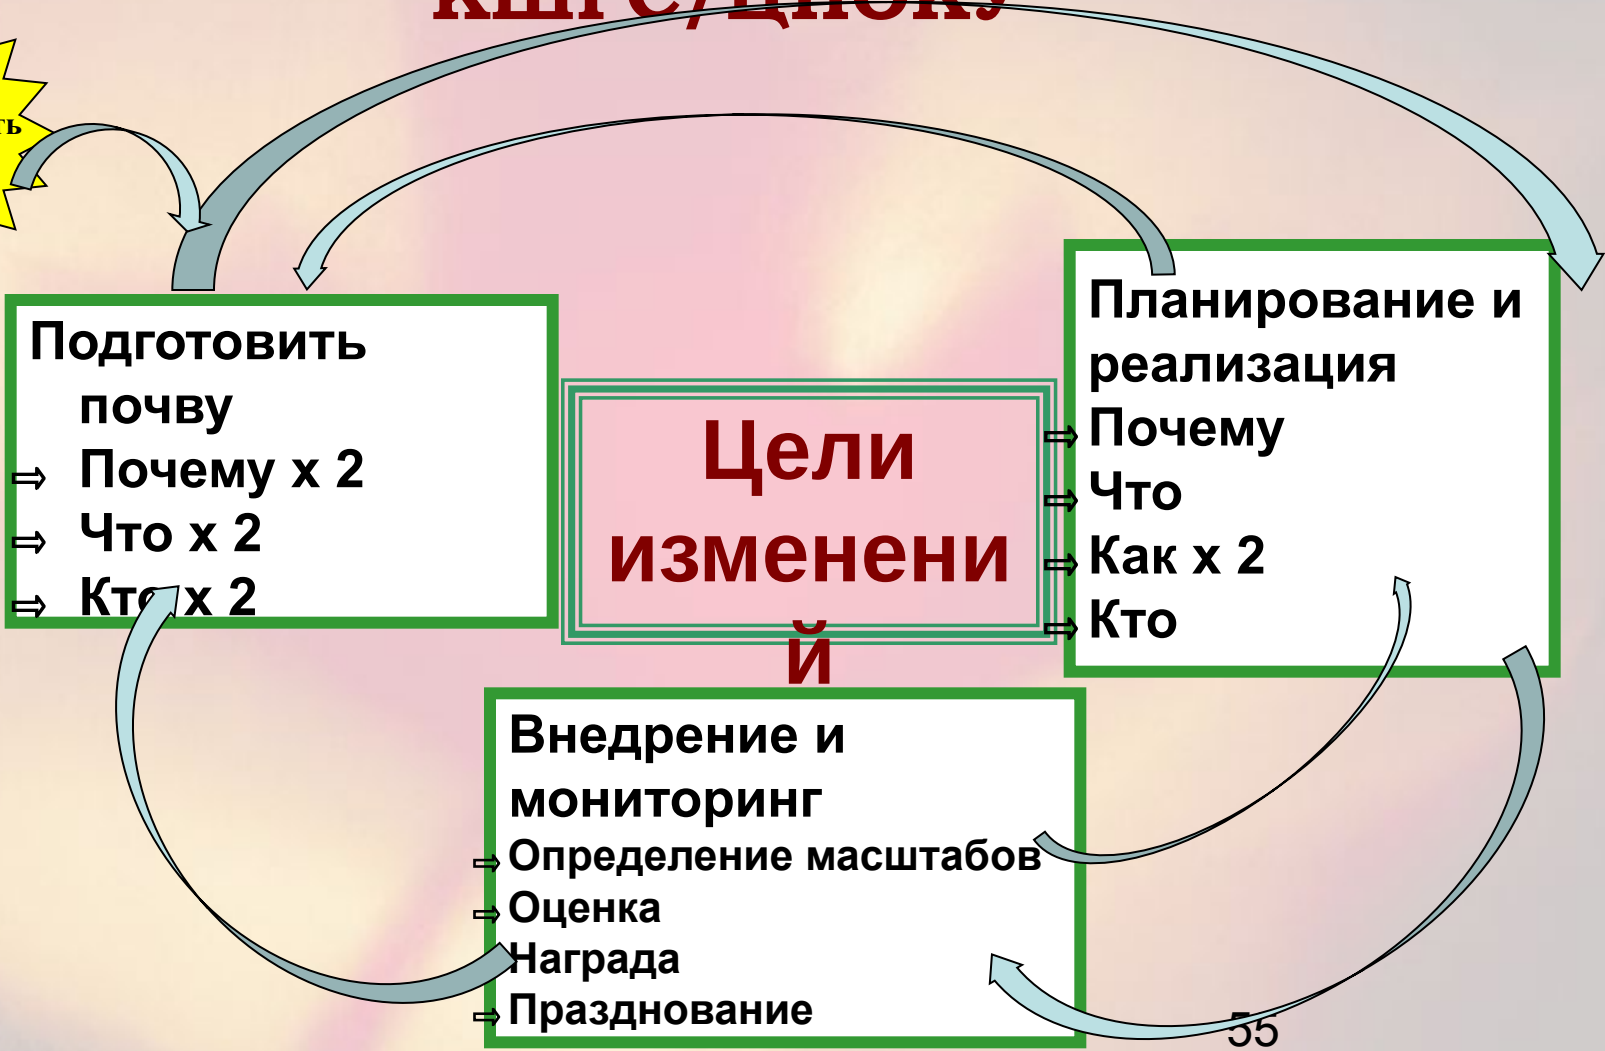 Подготовить
почву
⇨ Почему x 2
⇨ Что x 2
⇨ Кто x 2
Цели
изменени
й
Планирование и
реализация
⇨ Почему
⇨ Что
⇨ Как x 2
⇨ Кто
Внедрение и
мониторинг
⇨ Определение масштабов
⇨ Оценка
Награда
⇨ Празднование
55